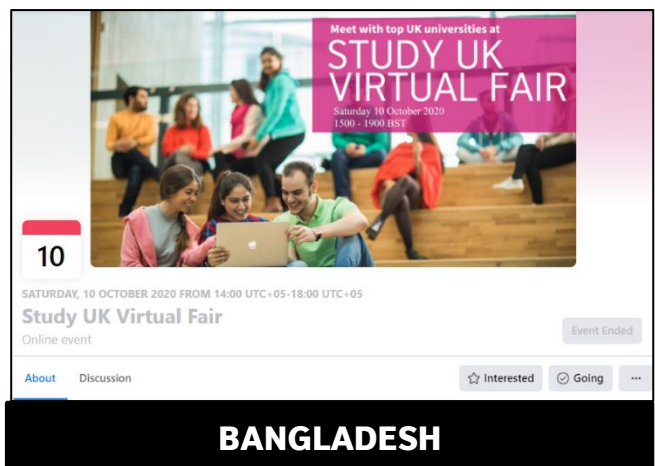 Meet with top UK universities at
STUDY UK
VIRTUAL FAIR
Saturday 10 October 2020
1500 - 1900 BST
10
SATURDAY, 10 OCTOBER 2020 FROM 14:00 UTC+05-18:00 UTC+05
Study UK Virtual Fair
Online event
Event Ended
About Discussion Interested Going ...
BANGLADESH